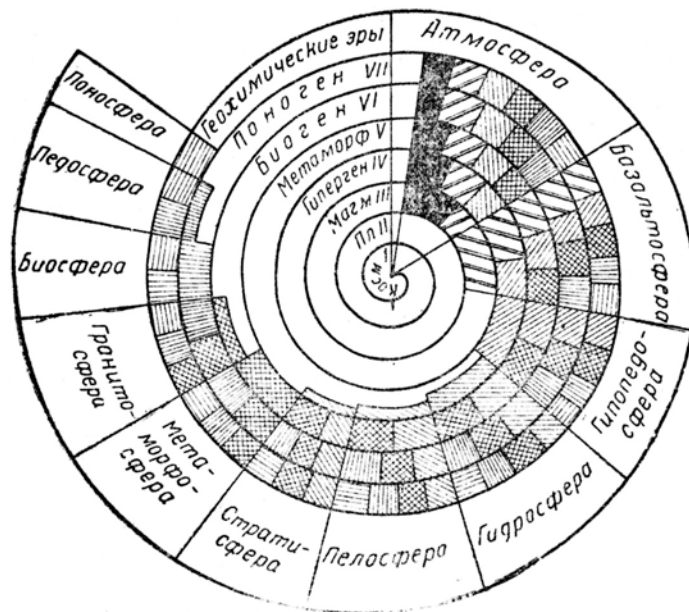 Геохимические эры
Поноген VII
Биоген VI
Метаморф V
Гиперген IV
Магм III
Пл II
Косм I
Атмосфера
Базальтосфера
Гипопедо-
сфера
Гидросфера
Пелосфера
Страти-
сфера
Мета-
морфо-
сфера
Гранито-
сфера
Биосфера
Педосфера
Поносфера